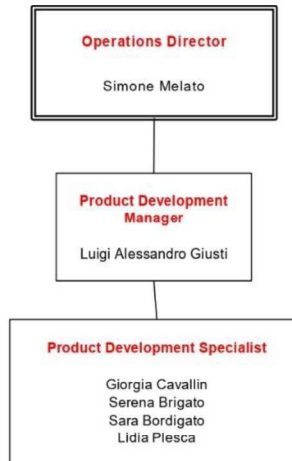 Operations Director
Simone Melato
Product Development
Manager
Luigi Alessandro Giusti
Product Development Specialist
Giorgia Cavallin
Serena Brigato
Sara Bordigato
Lidia Plesca